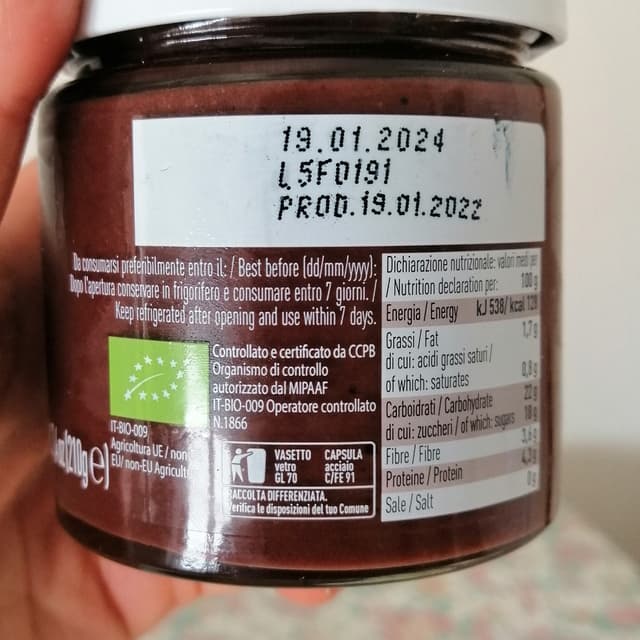 19.01.2024
L5F0191
PROD.19.01.2022
Da consumarsi preferibilmente entro il: / Best before (dd/mm/yyyy):
Dopo l'apertura conservare in frigorifero e consumare entro 7 giorni. /
Keep refrigerated after opening and use within 7 days.
Controllato e certificato da CCPB
Organismo di controllo
autorizzato dal MIPAAF
IT-BIO-009 Operatore controllato
N.1866
IT-BIO-009
Agricoltura UE / non
EU/ non-EU
(210g e)
VASETTO
vetro
GL 70
CAPSULA
acciaio
C/FE 91
RACCOLTA DIFFERENZIATA.
Verifica le disposizioni del tuo Comune
Dichiarazione nutrizionale: valori medi per
/ Nutrition declaration per: 100 g
Energia / Energy kJ 538/ kcal 128
Grassi / Fat 1,7 g
di cui: acidi grassi saturi /
of which: saturates 0,8 g
Carboidrati / Carbohydrate 22 g
di cui: zuccheri / of which: sugars 18 g
Fibre / Fibre 3,6 g
Proteine / Protein 4,3 g
Sale / Salt 0 g